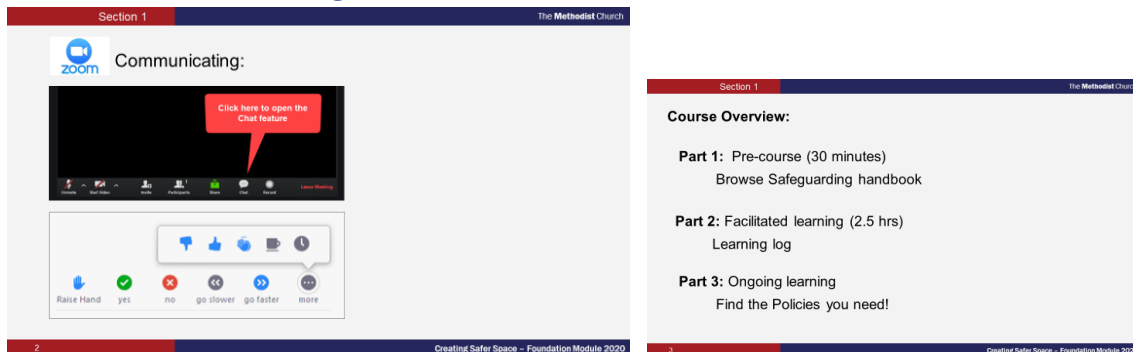 Section 1
The Methodist Church
zoom
Communicating:
Click here to open the
Chat feature
Unmute
Start Video
Invite
Participants
1
Share
Chat
Record
Leave Meeting
Raise Hand
yes
no
go slower
go faster
more
2
Creating Safer Space – Foundation Module 2020
Section 1
The Methodist Churc
Course Overview:
Part 1: Pre-course (30 minutes)
Browse Safeguarding handbook
Part 2: Facilitated learning (2.5 hrs)
Learning log
Part 3: Ongoing learning
Find the Policies you need!
3
Creating Safer Space – Foundation Module 202